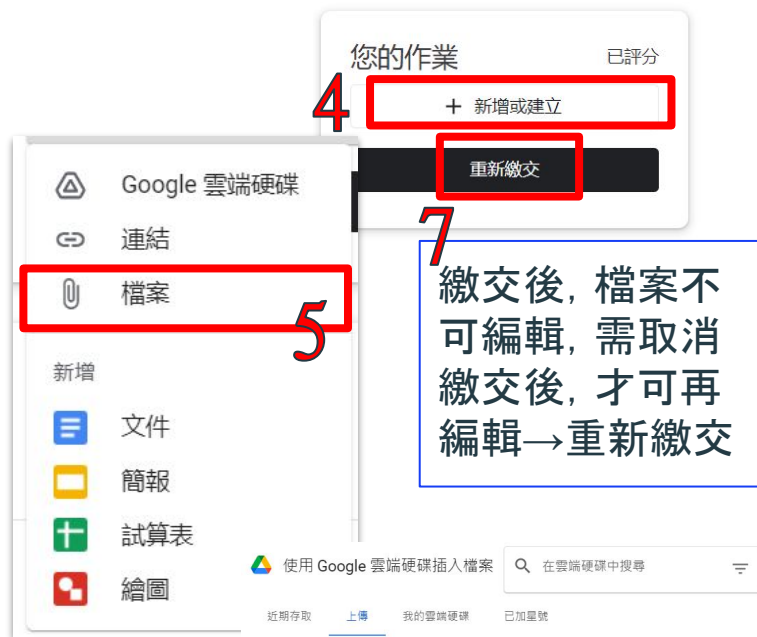 您的作業
已評分
4
+ 新增或建立
重新繳交
7
Google 雲端硬碟
連結
檔案
5
新增
文件
簡報
試算表
繪圖
繳交後, 檔案不
可編輯, 需取消
繳交後, 才可再
編輯→重新繳交
使用 Google 雲端硬碟插入檔案
在雲端硬碟中搜尋
近期存取 上傳 我的雲端硬碟 已加星號